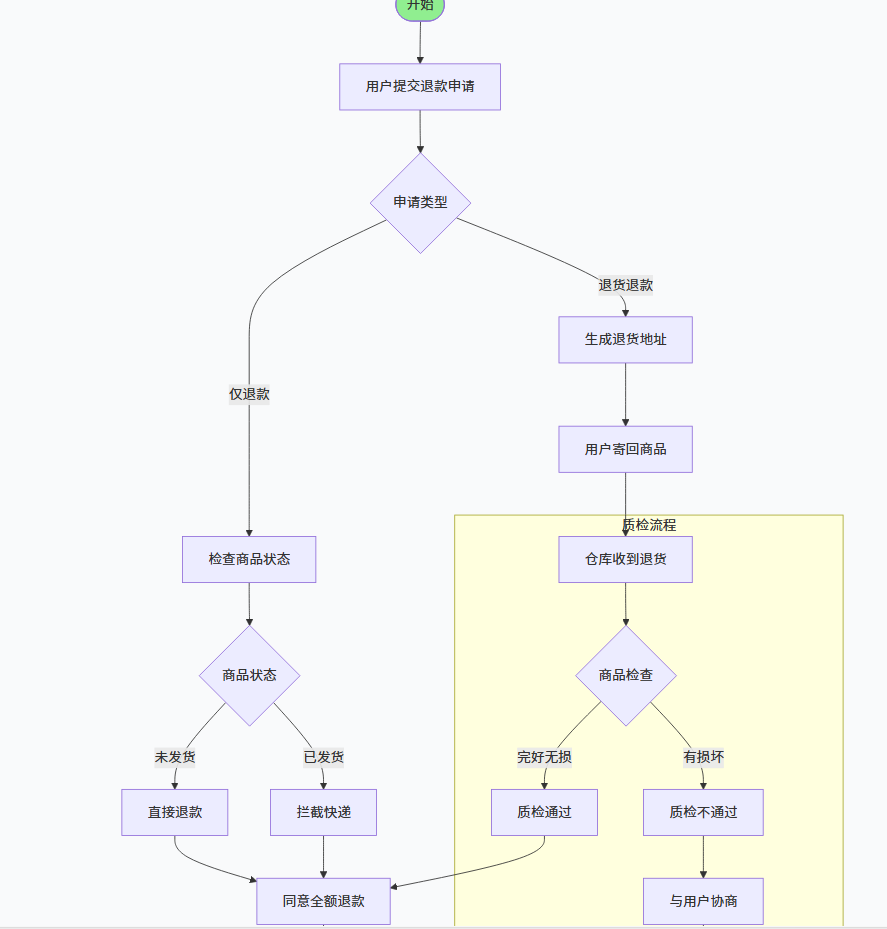 开始
用户提交退款申请
申请类型
退货退款
生成退货地址
仅退款
用户寄回商品
质检流程
检查商品状态
仓库收到退货
商品状态
商品检查
未发货
已发货
完好无损
有损坏
直接退款
拦截快递
质检通过
质检不通过
同意全额退款
与用户协商